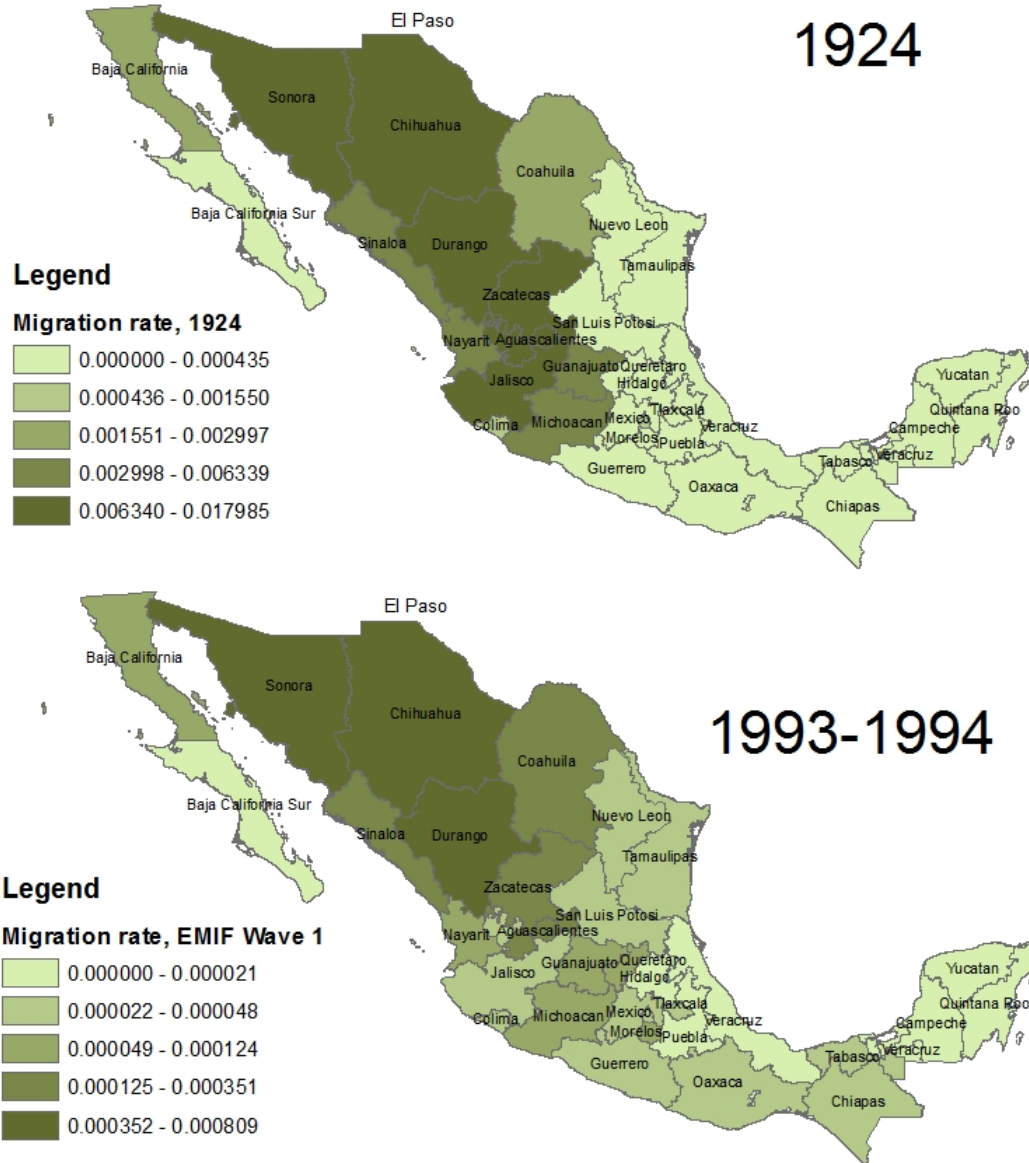 El Paso
1924
Baja California
Sonora
Chihuahua
Coahuila
Baja California Sur
Nuevo Leon
Sinaloa
Durango
Tamaulipas
Zacatecas
San Luis Potosi
Nayarit
Aguascalientes
Guanajuato
Queretaro
Hidalgo
Jalisco
Colima
Michoacan
Mexico
Tlaxcala
Veracruz
Morelos
Puebla
Guerrero
Oaxaca
Yucatan
Quintana Roo
Campeche
Veracruz
Tabasco
Chiapas
Legend
Migration rate, 1924
0.000000 - 0.000435
0.000436 - 0.001550
0.001551 - 0.002997
0.002998 - 0.006339
0.006340 - 0.017985
El Paso
1993-1994
Baja California
Sonora
Chihuahua
Coahuila
Baja California Sur
Nuevo Leon
Sinaloa
Durango
Tamaulipas
Zacatecas
San Luis Potosi
Nayarit
Aguascalientes
Guanajuato
Queretaro
Hidalgo
Jalisco
Colima
Michoacan
Mexico
Tlaxcala
Veracruz
Morelos
Puebla
Guerrero
Oaxaca
Yucatan
Quintana Roo
Campeche
Veracruz
Tabasco
Chiapas
Legend
Migration rate, EMIF Wave 1
0.000000 - 0.000021
0.000022 - 0.000048
0.000049 - 0.000124
0.000125 - 0.000351
0.000352 - 0.000809